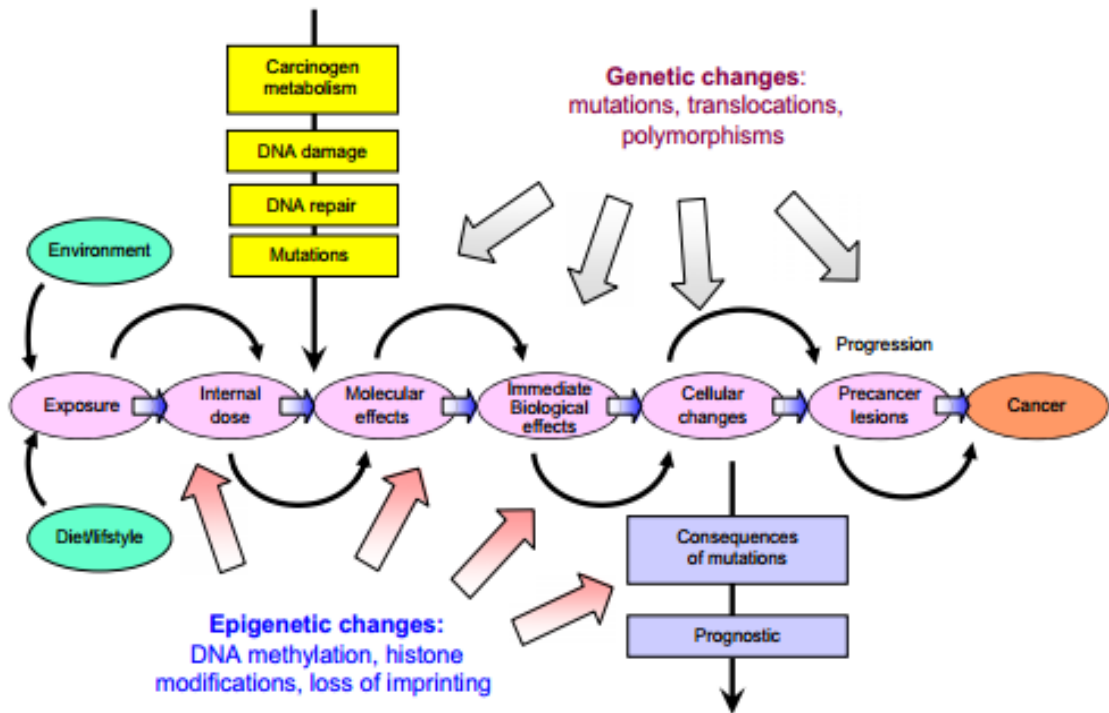 Carcinogen
metabolism
DNA damage
DNA repair
Mutations
Genetic changes:
mutations, translocations,
polymorphisms
Environment
Progression
Exposure
Internal
dose
Molecular
effects
Immediate
Biological
effects
Cellular
changes
Precancer
lesions
Cancer
Diet/lifstyle
Consequences
of mutations
Prognostic
Epigenetic changes:
DNA methylation, histone
modifications, loss of imprinting